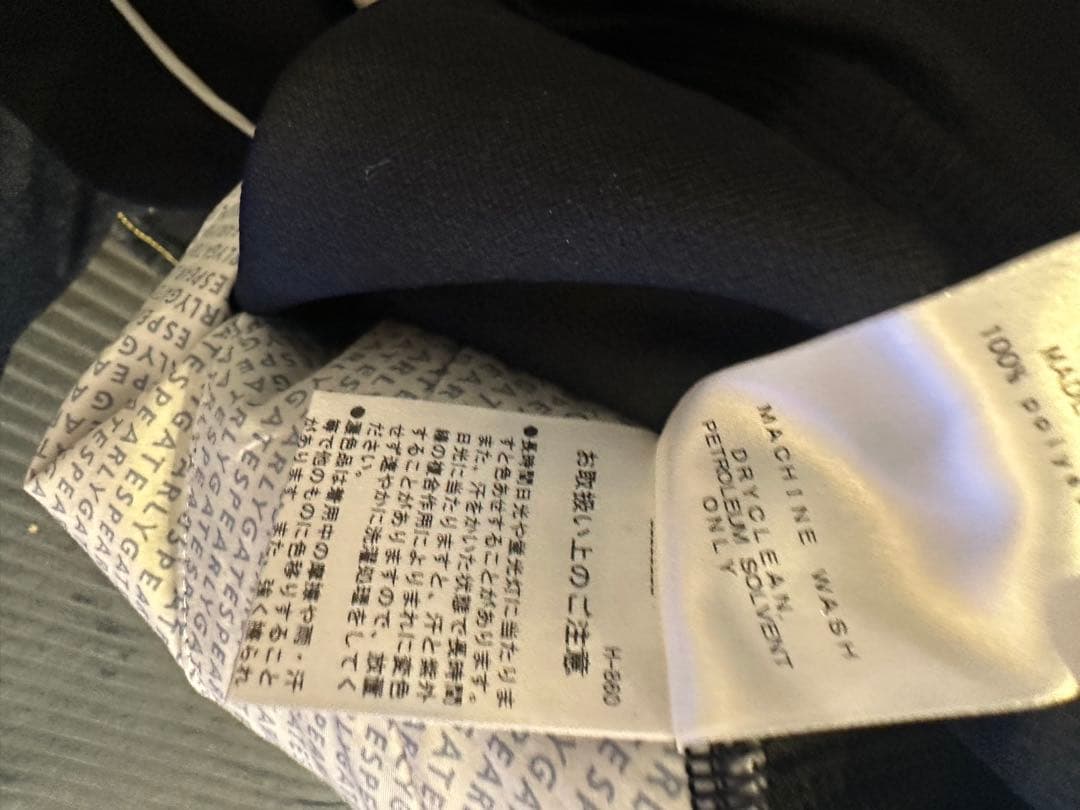 MADE
100% polyes
MACHINE WASH
DRYCLEAN.
PETROLEUM SOLVENT
ONLY
H-860
お取扱い上のご注意
●長時間日光や蛍光灯に当たりま
すと色あせすることがあります。
また、汗をかいた状態で長時間
日光に当たりますと、汗と紫外
線の複合作用によりまれに変色
することがありますので、放置
せず速やかに洗濯処理をしてく
ださい。
●濃色品は着用中の摩擦や雨・汗
等で他のものに色移りすること
があります。また、強く擦られ
PEARLYGATES